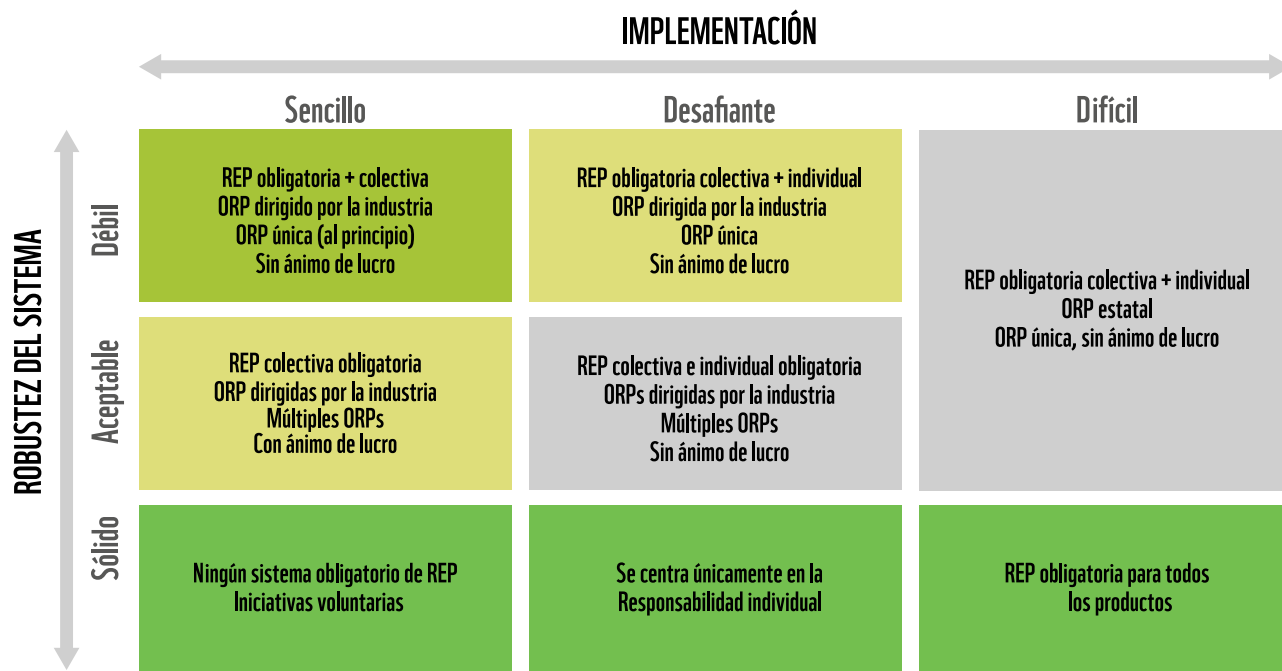 IMPLEMENTACIÓN
Sencillo
Desafiante
Difícil
ROBUSTEZ DEL SISTEMA
Débil
REP obligatoria + colectiva
ORP dirigido por la industria
ORP única (al principio)
Sin ánimo de lucro
REP obligatoria colectiva + individual
ORP dirigida por la industria
ORP única
Sin ánimo de lucro
REP obligatoria colectiva + individual
ORP estatal
ORP única, sin ánimo de lucro
Aceptable
REP colectiva obligatoria
ORP dirigidas por la industria
Múltiples ORPs
Con ánimo de lucro
REP colectiva e individual obligatoria
ORPs dirigidas por la industria
Múltiples ORPs
Sin ánimo de lucro
Sólido
Ningún sistema obligatorio de REP
Iniciativas voluntarias
Se centra únicamente en la
Responsabilidad individual
REP obligatoria para todos
los productos